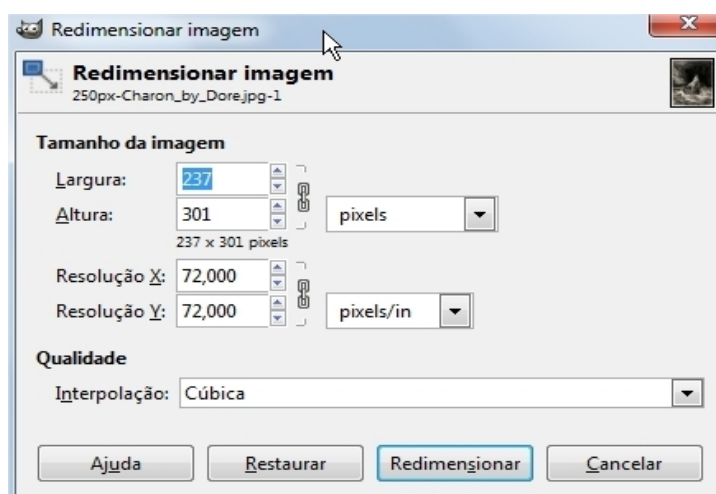 Redimensionar imagem
Redimensionar imagem
250px-Charon_by_Dore.jpg-1
Tamanho da imagem
Largura: 237
Altura: 301 pixels
237 x 301 pixels
Resolução X: 72,000
Resolução Y: 72,000 pixels/in
Qualidade
Interpolação: Cúbica
Ajuda Restaurar Redimensionar Cancelar